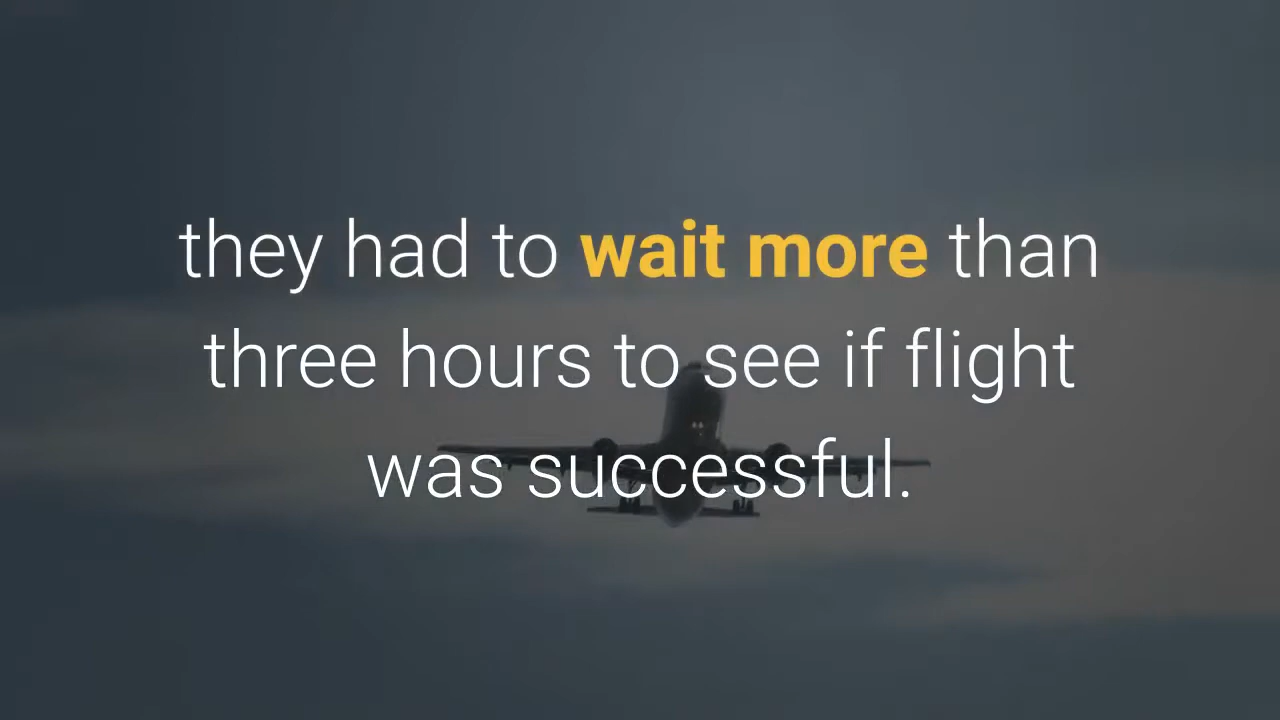 they had to wait more than
three hours to see if flight
was successful.